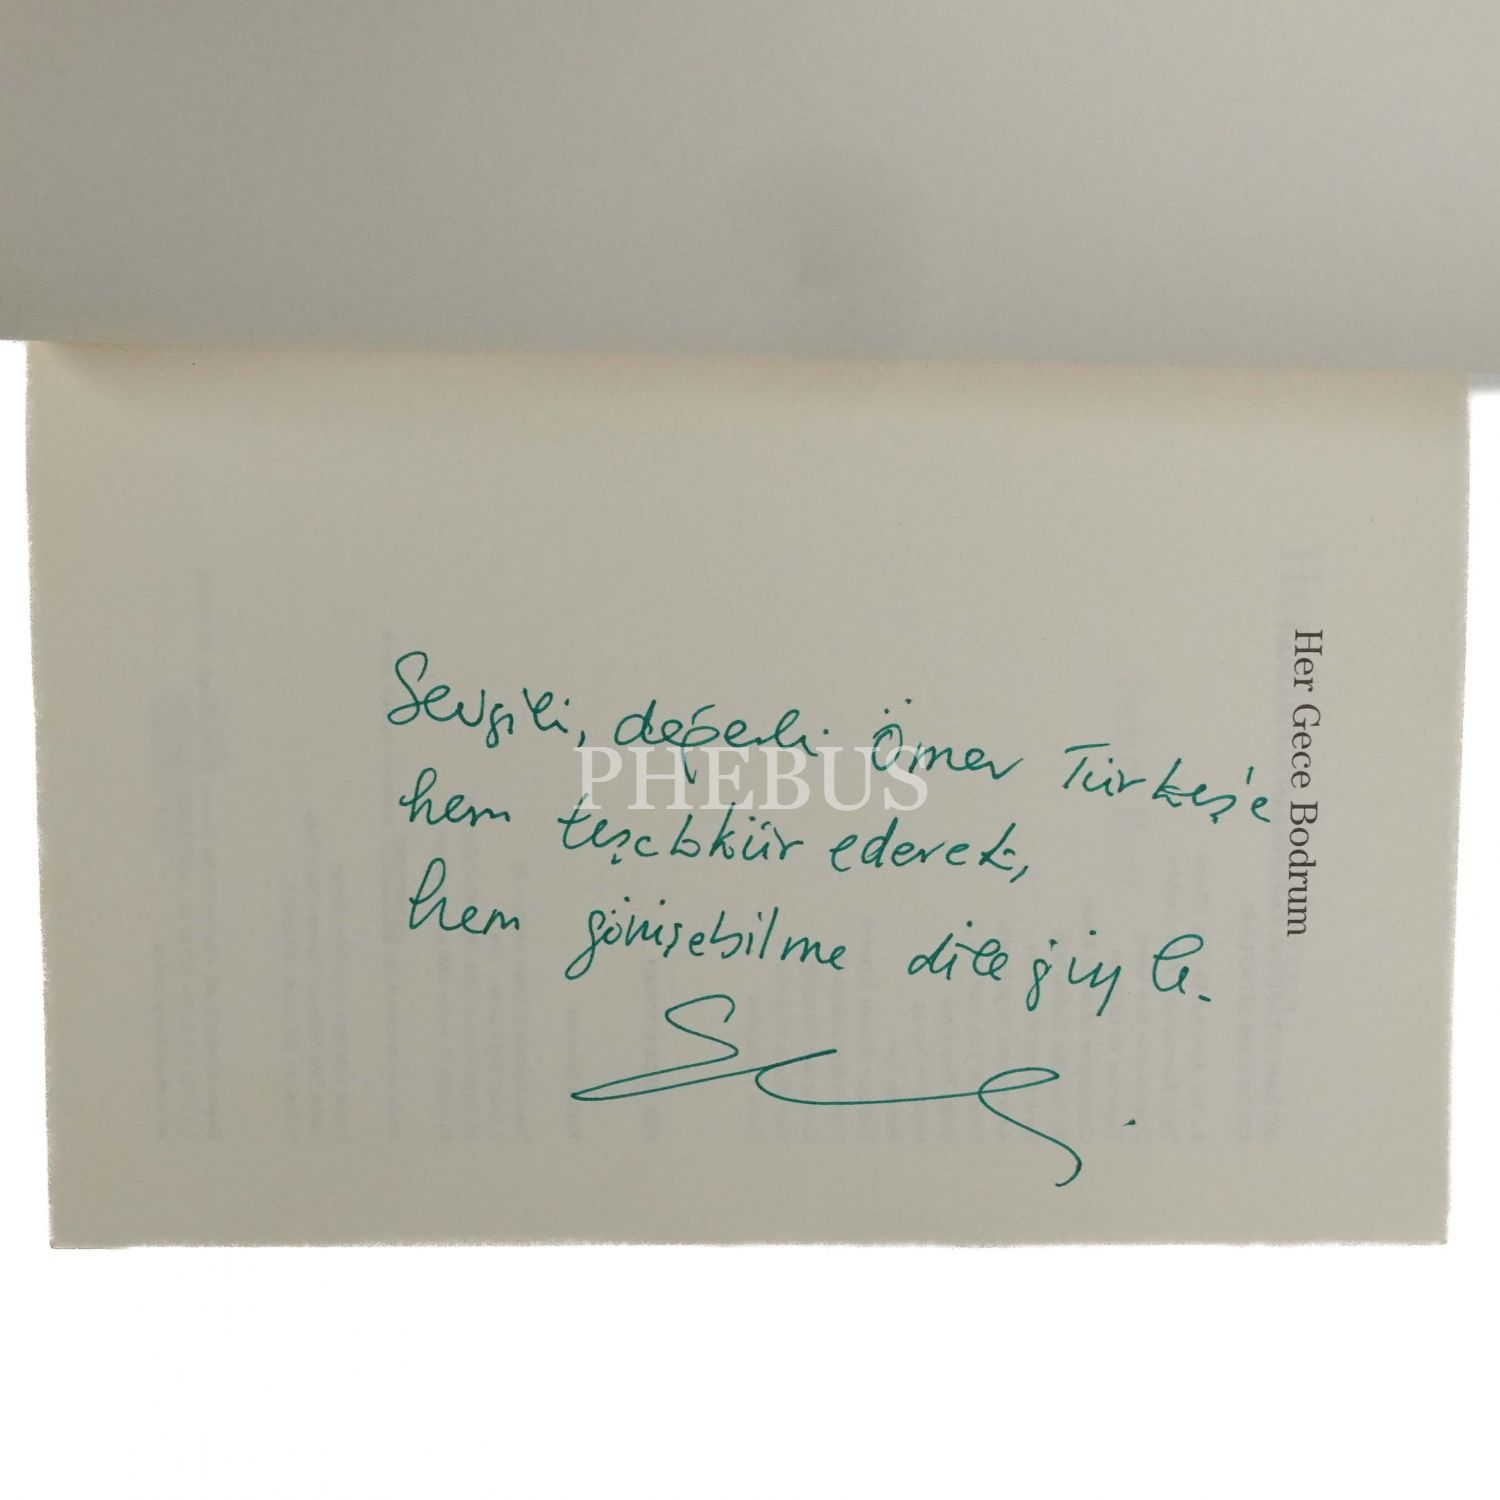 Sevgili, değerli Ömer Türkeş'e
hem teşekkür ederek,
hem görüşebilme dileğiyle.
Her Gece Bodrum
PHEBUS